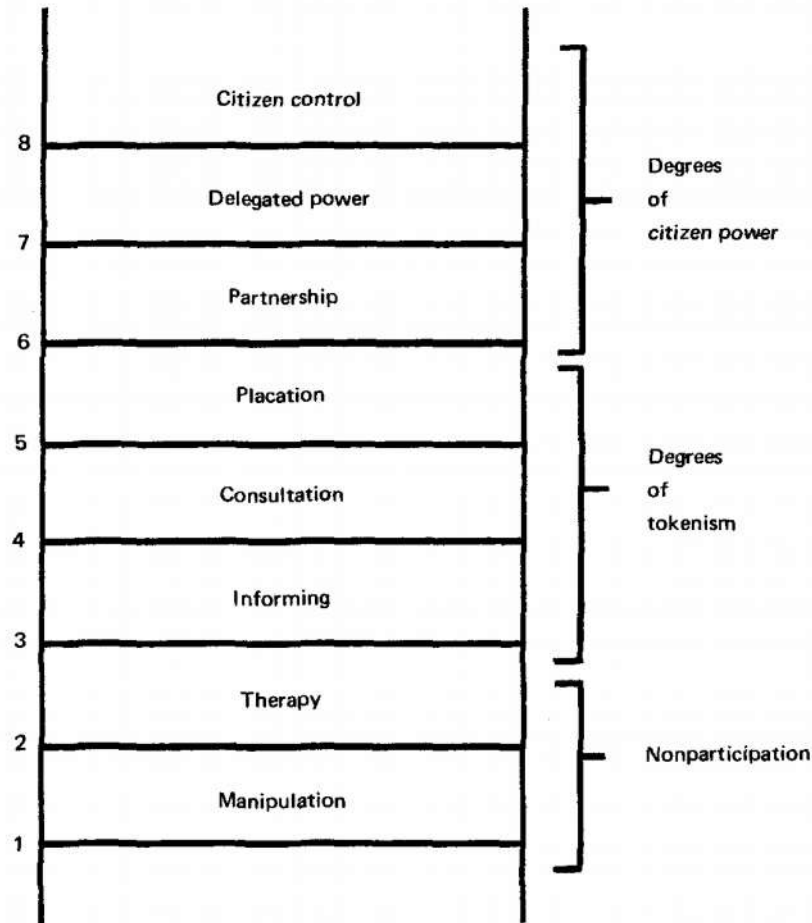 Citizen control
8
Delegated power
7
Partnership
6
Placation
5
Consultation
4
Informing
3
Therapy
2
Manipulation
1
Degrees
of
citizen power
Degrees
of
tokenism
Nonparticipation